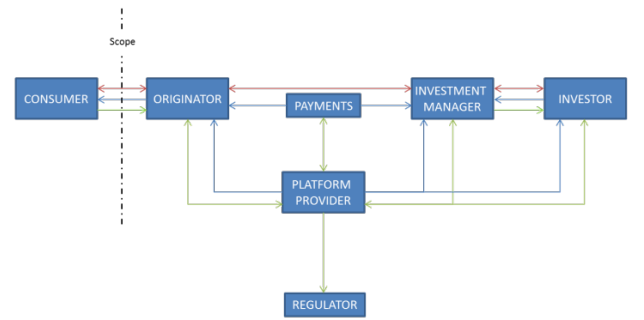 Scope
CONSUMER
ORIGINATOR
PAYMENTS
INVESTMENT
MANAGER
INVESTOR
PLATFORM
PROVIDER
REGULATOR